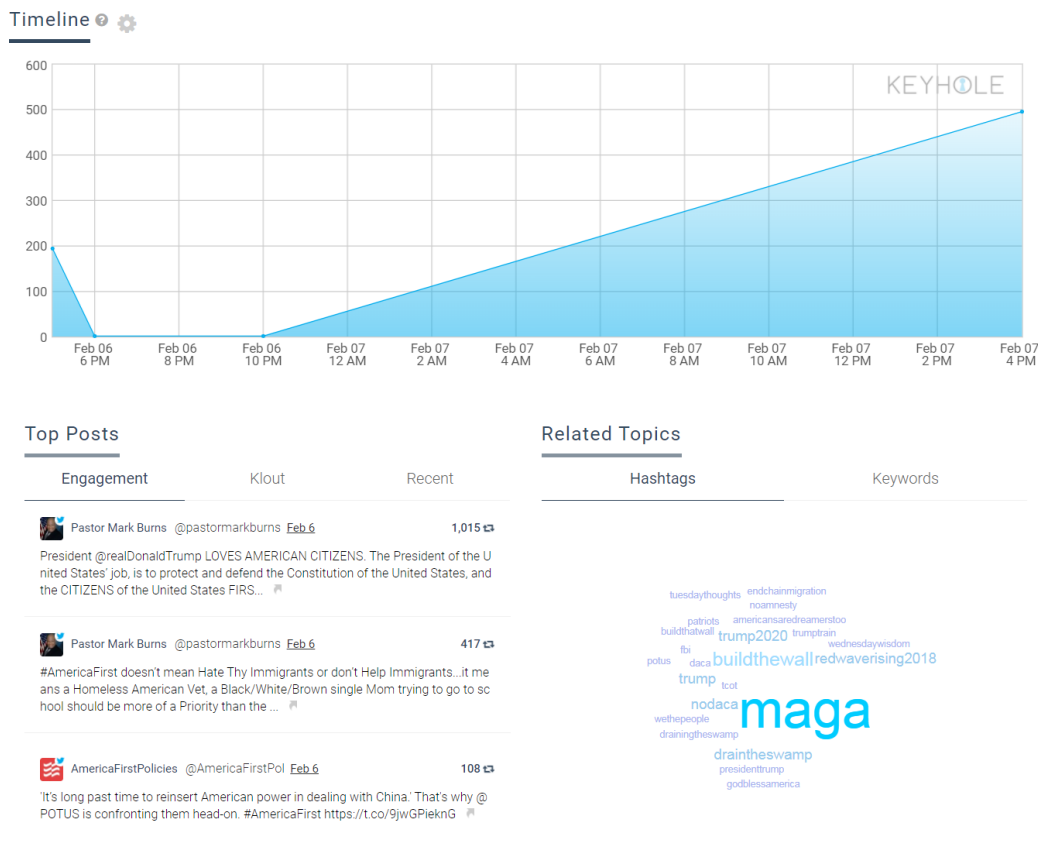 Timeline ?
600
KEYHOLE
500
400
300
200
100
0
Feb 06 Feb 06 Feb 06 Feb 07 Feb 07 Feb 07 Feb 07 Feb 07 Feb 07 Feb 07 Feb 07 Feb 07
6 PM 8 PM 10 PM 12 AM 2 AM 4 AM 6 AM 8 AM 10 AM 12 PM 2 PM 4 PM
Top Posts
Engagement Klout Recent
Pastor Mark Burns @pastormarkburns Feb 6 1,015
President @realDonaldTrump LOVES AMERICAN CITIZENS. The President of the U
nited States' job, is to protect and defend the Constitution of the United States, and
the CITIZENS of the United States FIRS...
Pastor Mark Burns @pastormarkburns Feb 6 417
#AmericaFirst doesn't mean Hate Thy Immigrants or don't Help Immigrants...it me
ans a Homeless American Vet, a Black/White/Brown single Mom trying to go to sc
hool should be more of a Priority than the ...
AmericaFirstPolicies @AmericaFirstPol Feb 6 108
'It's long past time to reinsert American power in dealing with China.' That's why @
POTUS is confronting them head-on. #AmericaFirst https://t.co/9jwGPieknG
Related Topics
Hashtags Keywords
tuesdaythoughts endchainmigration
noamnesty
patriots americansaredreamerstoo
buildthatwall trump2020 trumptrain
wednesdaywisdom
fbi
potus daca buildthewall redwaverising2018
trump tcot
nodaca maga
wethepeople
drainingtheswamp
draintheswamp
presidenttrump
godblessamerica